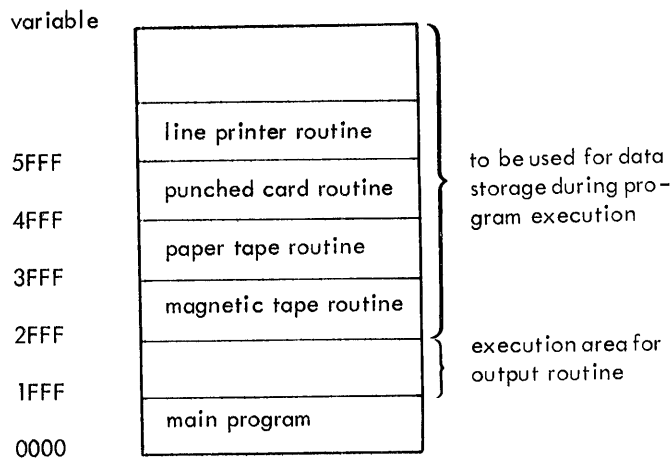 variable
line printer routine
5FFF
punched card routine
4FFF
paper tape routine
3FFF
magnetic tape routine
2FFF
1FFF
main program
0000
to be used for data
storage during pro-
gram execution
execution area for
output routine